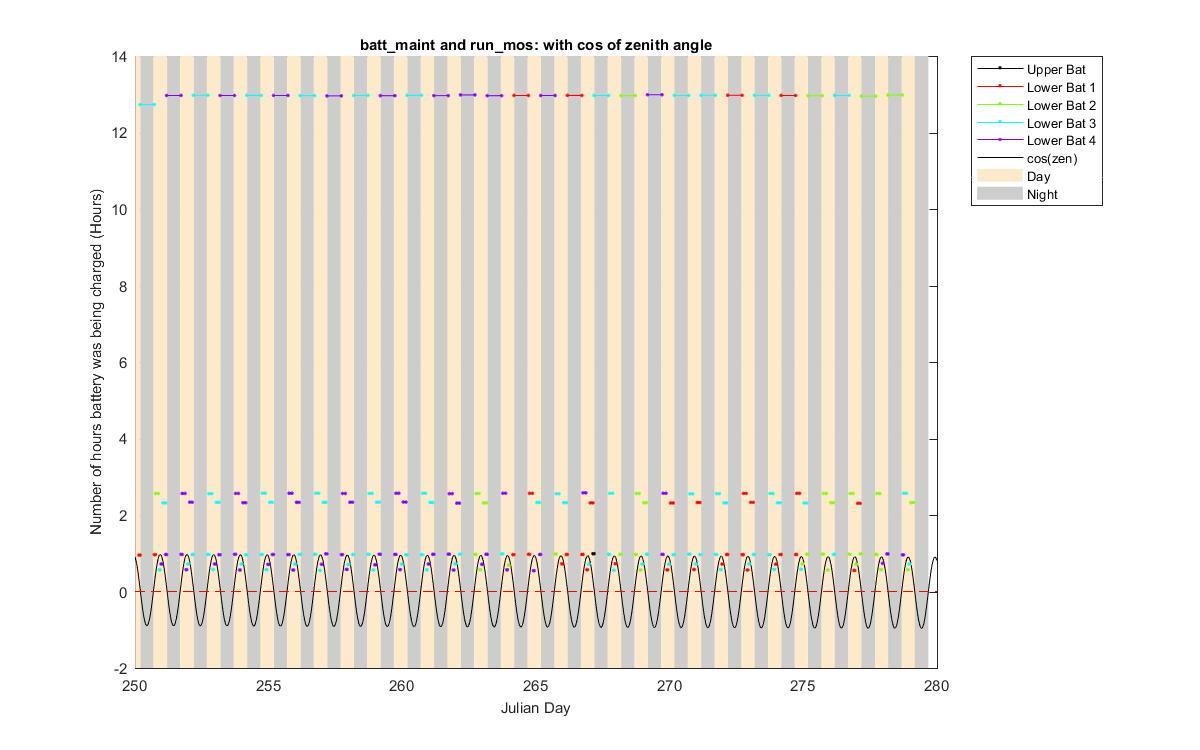 batt_maint and run_mos: with cos of zenith angle
14
12
10
8
6
4
2
0
-2
Number of hours battery was being charged (Hours)
250
255
260
265
270
275
280
Julian Day
Upper Bat
Lower Bat 1
Lower Bat 2
Lower Bat 3
Lower Bat 4
cos(zen)
Day
Night